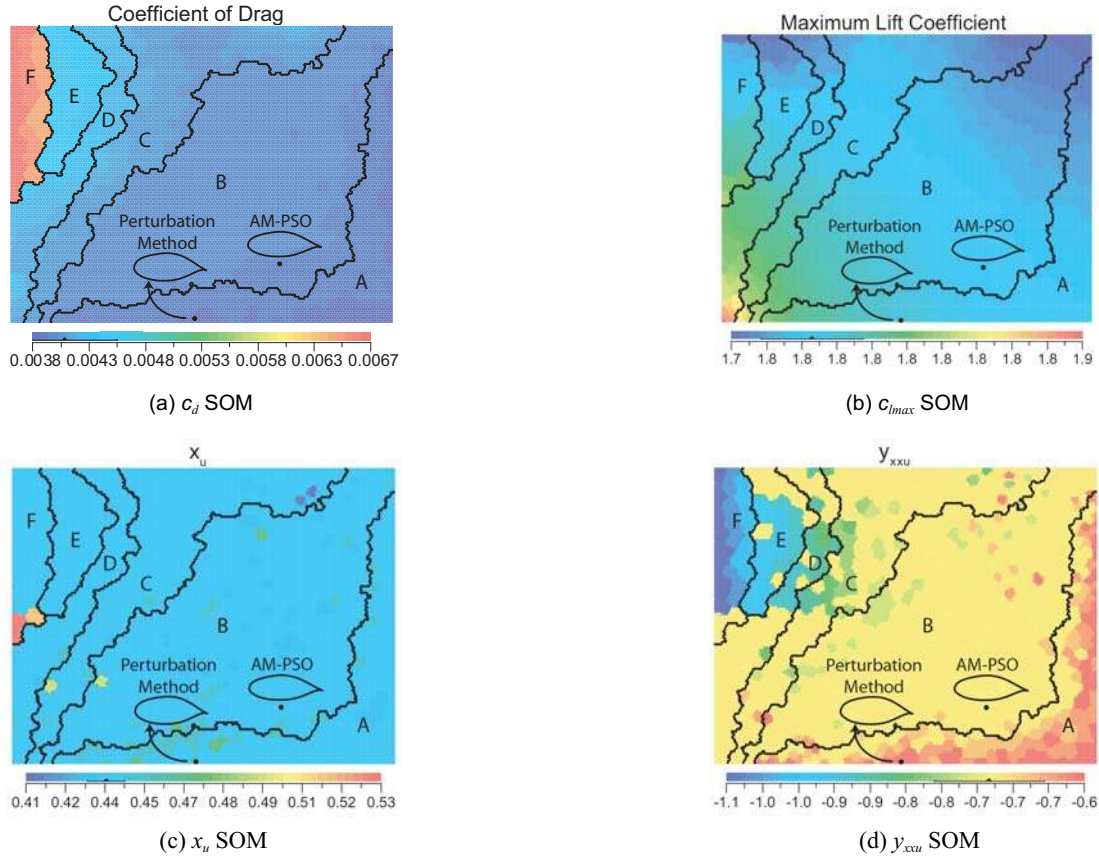 Coefficient of Drag
F
E
D
C
B
Perturbation
Method
AM-PSO
A
0.0038 0.0043 0.0048 0.0053 0.0058 0.0063 0.0067
(a) c_d SOM
Maximum Lift Coefficient
F
E
D
C
B
Perturbation
Method
AM-PSO
A
1.7 1.8 1.8 1.8 1.8 1.8 1.8 1.8 1.8 1.9
(b) c_lmax SOM
x_u
F
E
D
C
B
Perturbation
Method
AM-PSO
A
0.41 0.42 0.44 0.45 0.47 0.48 0.49 0.50 0.52 0.53
(c) x_u SOM
y_xxu
F
E
D
C
B
Perturbation
Method
AM-PSO
A
-1.1 -1.0 -1.0 -0.9 -0.9 -0.8 -0.8 -0.7 -0.7 -0.6
(d) y_xxu SOM